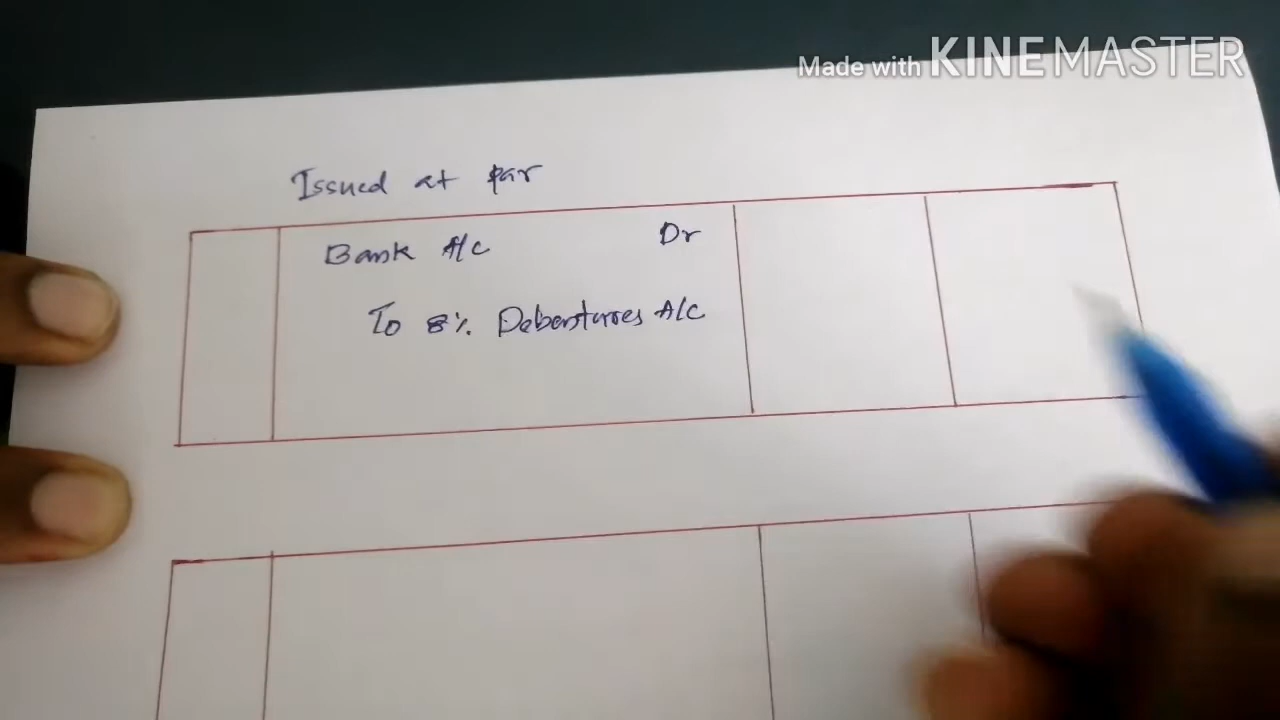 Made with KINEMASTER
Issued at par
Bank A/c Dr
To 8% Debentures A/c